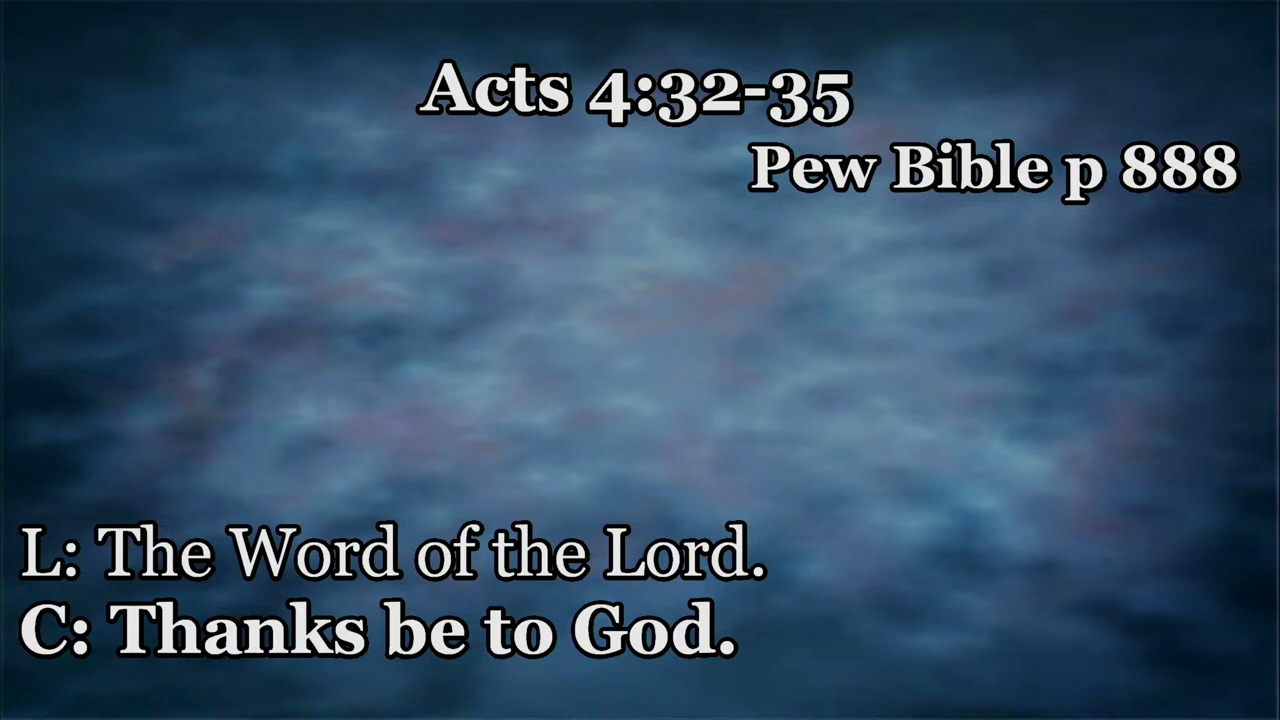 Acts 4:32-35
Pew Bible p 888
L: The Word of the Lord.
C: Thanks be to God.